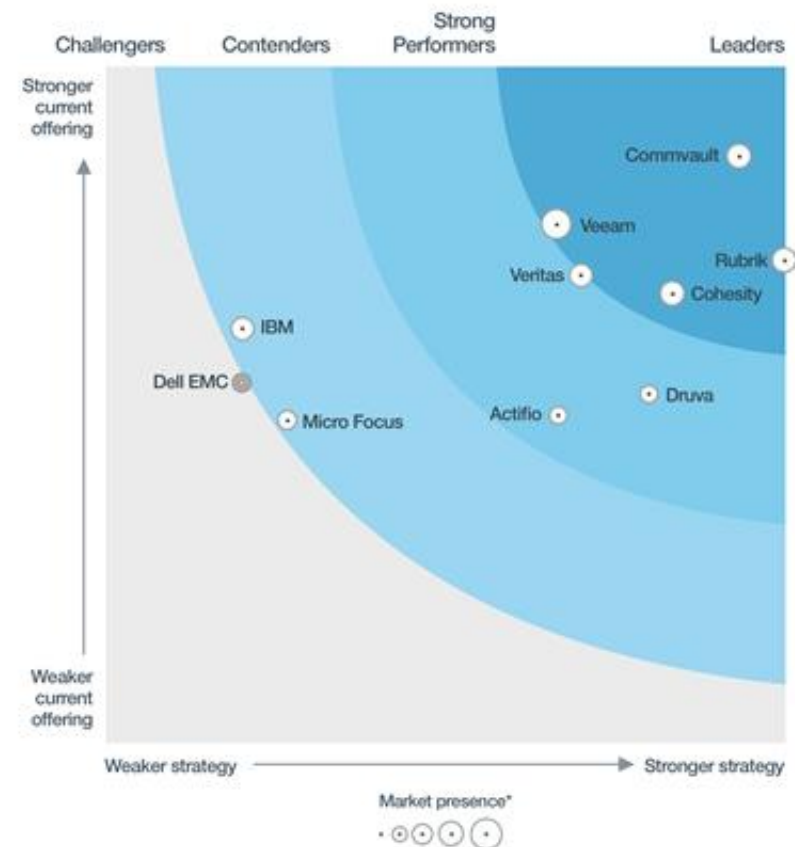 Challengers
Contenders
Strong
Performers
Leaders
Stronger
current
offering
Commvault
Veeam
Rubrik
Veritas
Cohesity
IBM
Dell EMC
Druva
Actifio
Micro Focus
Weaker
current
offering
Weaker strategy
Stronger strategy
Market presence*